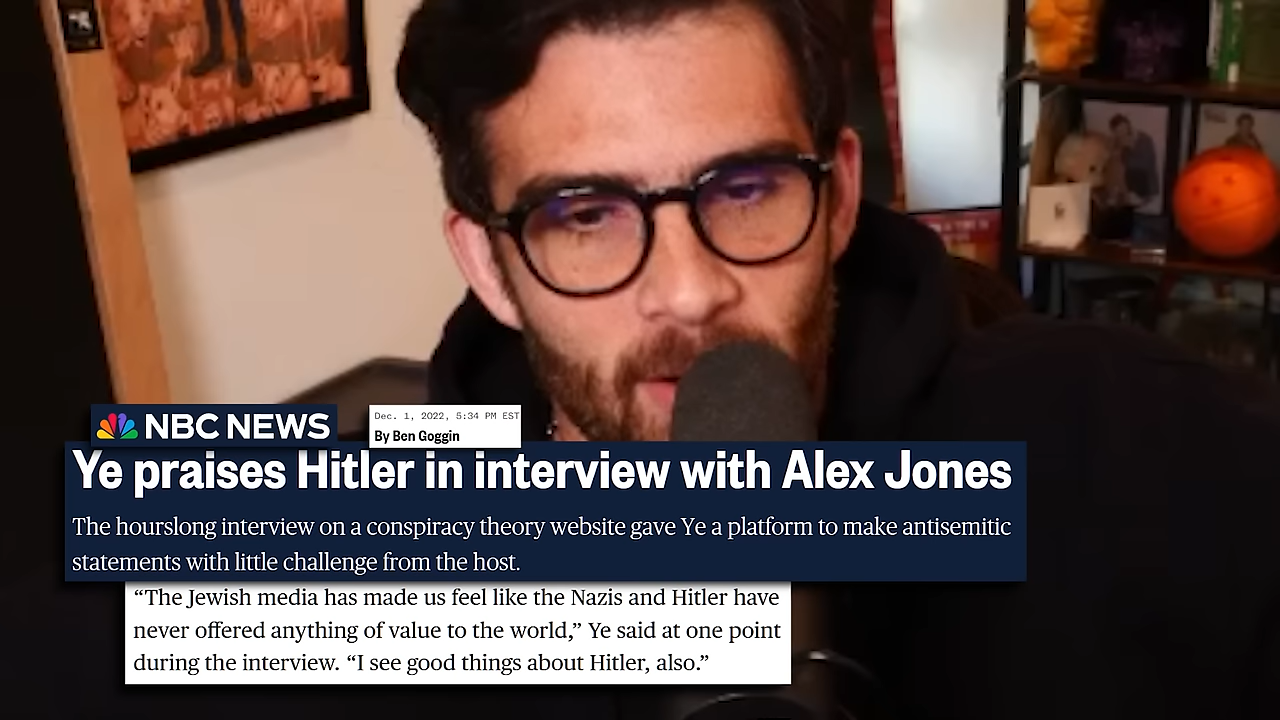 NBC NEWS
Dec. 1, 2022, 5:34 PM EST
By Ben Goggin
Ye praises Hitler in interview with Alex Jones
The hourslong interview on a conspiracy theory website gave Ye a platform to make antisemitic
statements with little challenge from the host.
“The Jewish media has made us feel like the Nazis and Hitler have
never offered anything of value to the world,” Ye said at one point
during the interview. “I see good things about Hitler, also.”